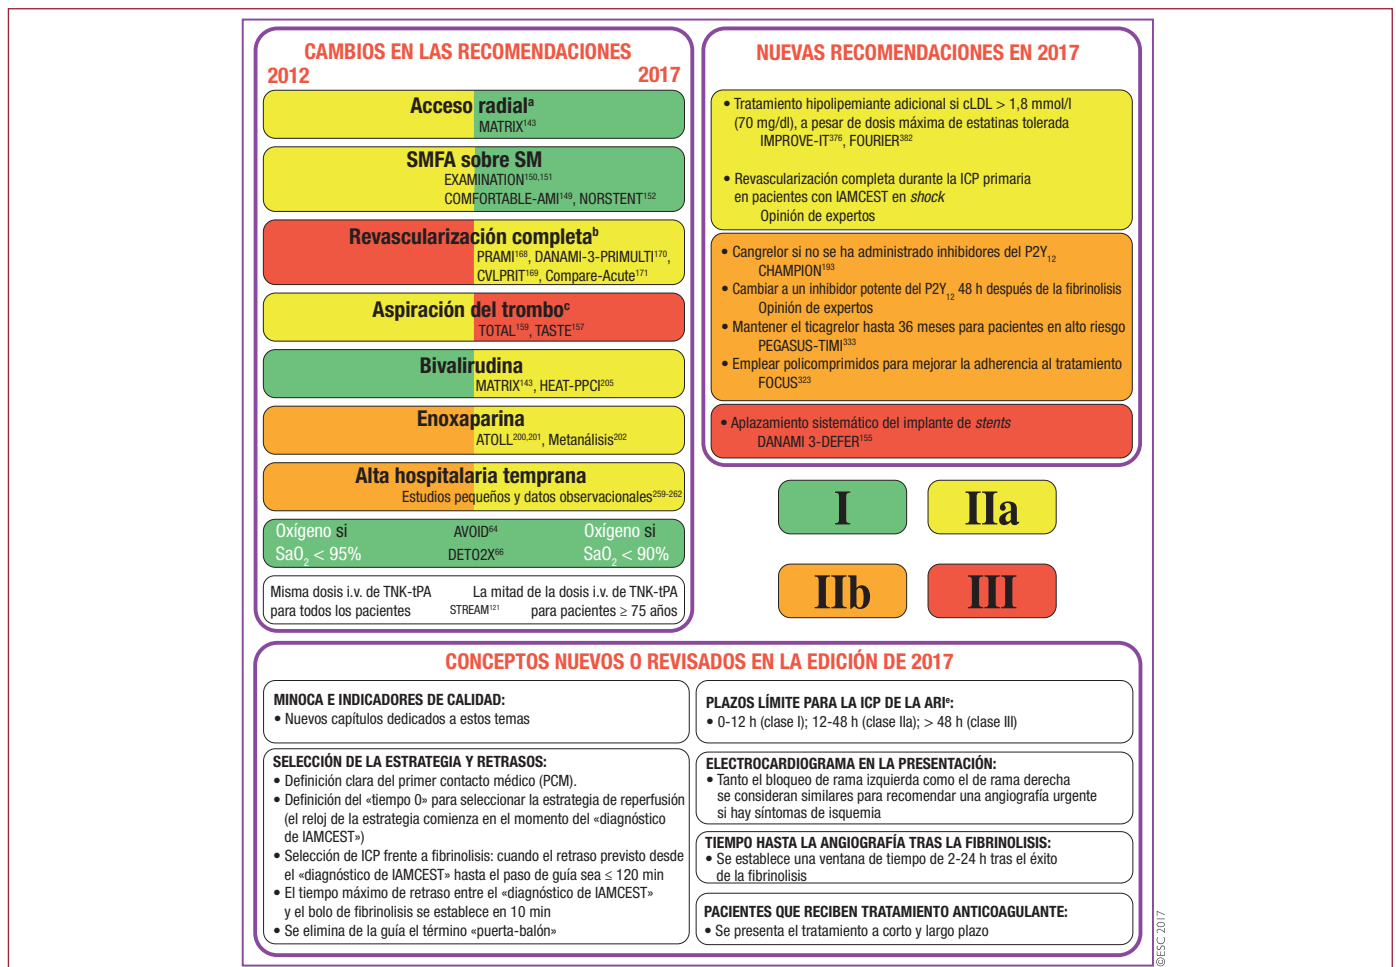 CAMBIOS EN LAS RECOMENDACIONES
2012
2017
Acceso radialᵃ
MATRIX¹⁴³
SMFA sobre SM
EXAMINATION¹⁵⁰,¹⁵¹
COMFORTABLE-AMI¹⁴⁹, NORSTENT¹⁵²
Revascularización completaᵇ
PRAMI¹⁶⁸, DANAMI-3-PRIMULTI¹⁷⁰,
CVLPRIT¹⁶⁹, Compare-Acute¹⁷¹
Aspiración del tromboᶜ
TOTAL¹⁵⁹, TASTE¹⁵⁷
Bivalirudina
MATRIX¹⁴³, HEAT-PPCI²⁰⁵
Enoxaparina
ATOLL²⁰⁰,²⁰¹, Metanálisis²⁰²
Alta hospitalaria temprana
Estudios pequeños y datos observacionales²⁵⁹-²⁶²
Oxígeno si AVOID⁶⁴ Oxígeno si
SaO₂ < 95% DETO2X⁶⁶ SaO₂ < 90%
Misma dosis i.v. de TNK-tPA La mitad de la dosis i.v. de TNK-tPA
para todos los pacientes STREAM¹²¹ para pacientes ≥ 75 años
NUEVAS RECOMENDACIONES EN 2017
• Tratamiento hipolipemiante adicional si cLDL > 1,8 mmol/l
(70 mg/dl), a pesar de dosis máxima de estatinas tolerada
IMPROVE-IT³⁷⁶, FOURIER³⁸²
• Revascularización completa durante la ICP primaria
en pacientes con IAMCEST en shock
Opinión de expertos
• Cangrelor si no se ha administrado inhibidores del P2Y₁₂
CHAMPION¹⁹³
• Cambiar a un inhibidor potente del P2Y₁₂ 48 h después de la fibrinolisis
Opinión de expertos
• Mantener el ticagrelor hasta 36 meses para pacientes en alto riesgo
PEGASUS-TIMI³³³
• Emplear policomprimidos para mejorar la adherencia al tratamiento
FOCUS³²³
• Aplazamiento sistemático del implante de stents
DANAMI 3-DEFER¹⁵⁵
I
IIa
IIb
III
CONCEPTOS NUEVOS O REVISADOS EN LA EDICIÓN DE 2017
MINOCA E INDICADORES DE CALIDAD:
• Nuevos capítulos dedicados a estos temas
SELECCIÓN DE LA ESTRATEGIA Y RETRASOS:
• Definición clara del primer contacto médico (PCM).
• Definición del «tiempo 0» para seleccionar la estrategia de reperfusión
(el reloj de la estrategia comienza en el momento del «diagnóstico
de IAMCEST»)
• Selección de ICP frente a fibrinolisis: cuando el retraso previsto desde
el «diagnóstico de IAMCEST» hasta el paso de guía sea ≤ 120 min
• El tiempo máximo de retraso entre el «diagnóstico de IAMCEST»
y el bolo de fibrinolisis se establece en 10 min
• Se elimina de la guía el término «puerta-balón»
PLAZOS LÍMITE PARA LA ICP DE LA ARIᵉ:
• 0-12 h (clase I); 12-48 h (clase IIa); > 48 h (clase III)
ELECTROCARDIOGRAMA EN LA PRESENTACIÓN:
• Tanto el bloqueo de rama izquierda como el de rama derecha
se consideran similares para recomendar una angiografía urgente
si hay síntomas de isquemia
TIEMPO HASTA LA ANGIOGRAFÍA TRAS LA FIBRINOLISIS:
• Se establece una ventana de tiempo de 2-24 h tras el éxito
de la fibrinolisis
PACIENTES QUE RECIBEN TRATAMIENTO ANTICOAGULANTE:
• Se presenta el tratamiento a corto y largo plazo
©ESC 2017